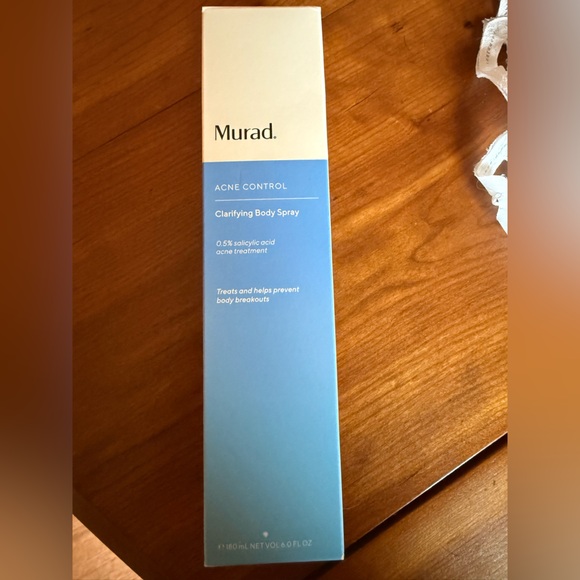 Murad.
ACNE CONTROL
Clarifying Body Spray
0.5% salicylic acid
acne treatment
Treats and helps prevent
body breakouts
180 mL NET VOL 6.0 FL OZ